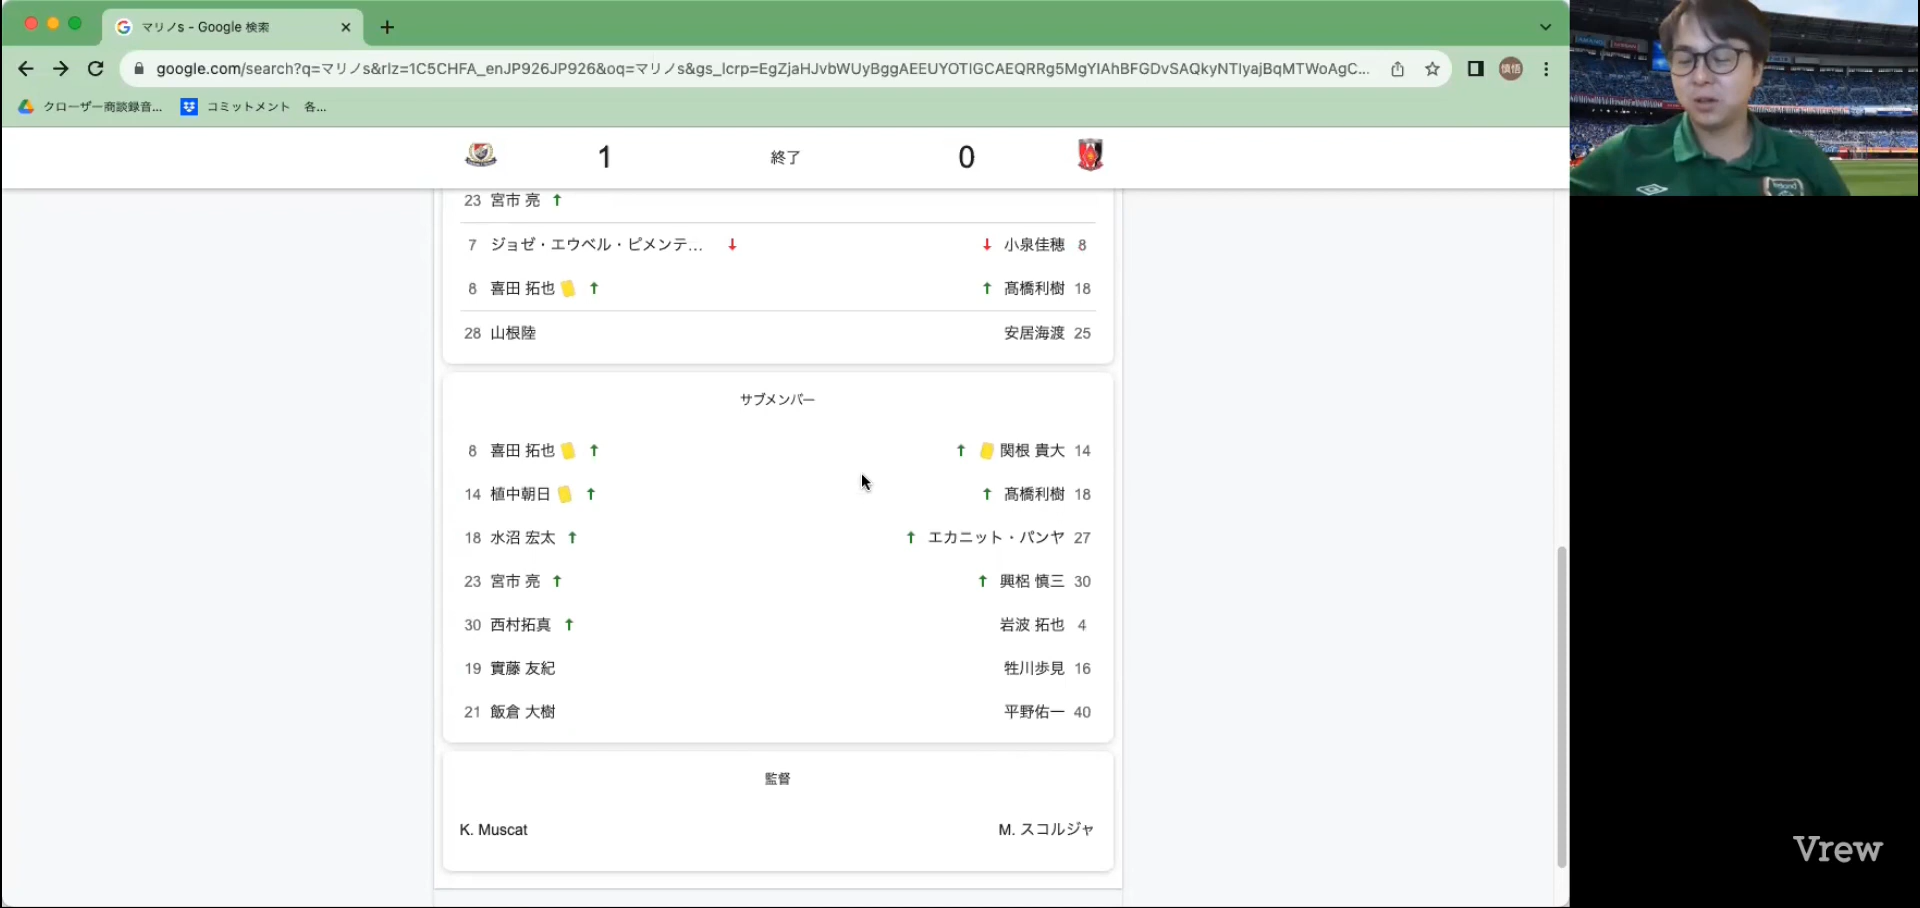 マリノs - Google 検索
google.com/search?q=マリノs&rlz=1C5CHFA_enJP926JP926&oq=マリノs&gs_lcrp=EgZjaHJvbWUyBggAEEUYOTIGCAEQRRg5MgYIAhBFGDvSAQkyNTIyajBqMTWoAgC...
慎悟
クローザー商談録音...
コミットメント 各...
1 終了 0
23 宮市 亮 ↑
7 ジョゼ・エウベル・ピメンテ... ↓ ↓ 小泉佳穂 8
8 喜田 拓也 ↑ ↑ 髙橋利樹 18
28 山根陸 安居海渡 25
サブメンバー
8 喜田 拓也 ↑ ↑ 関根 貴大 14
14 植中朝日 ↑ ↑ 髙橋利樹 18
18 水沼 宏太 ↑ ↑ エカニット・パンヤ 27
23 宮市 亮 ↑ ↑ 興梠 慎三 30
30 西村拓真 ↑ 岩波 拓也 4
19 實藤 友紀 牲川歩見 16
21 飯倉 大樹 平野佑一 40
監督
K. Muscat M. スコルジャ
Vrew